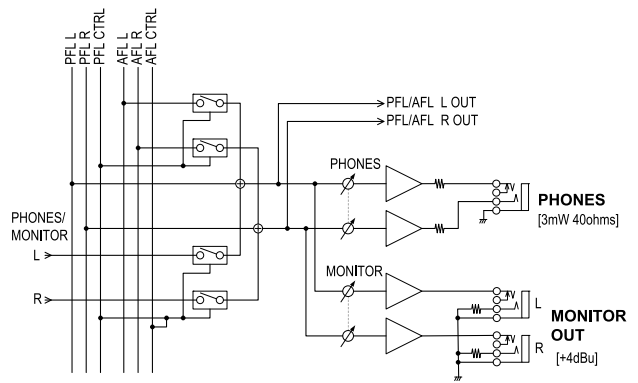 PFL L
PFL R
PFL CTRL
AFL L
AFL R
AFL CTRL
PFL/AFL L OUT
PFL/AFL R OUT
PHONES
PHONES
[3mW 40ohms]
PHONES/
MONITOR
L
R
MONITOR
L
MONITOR
OUT
R
[+4dBu]